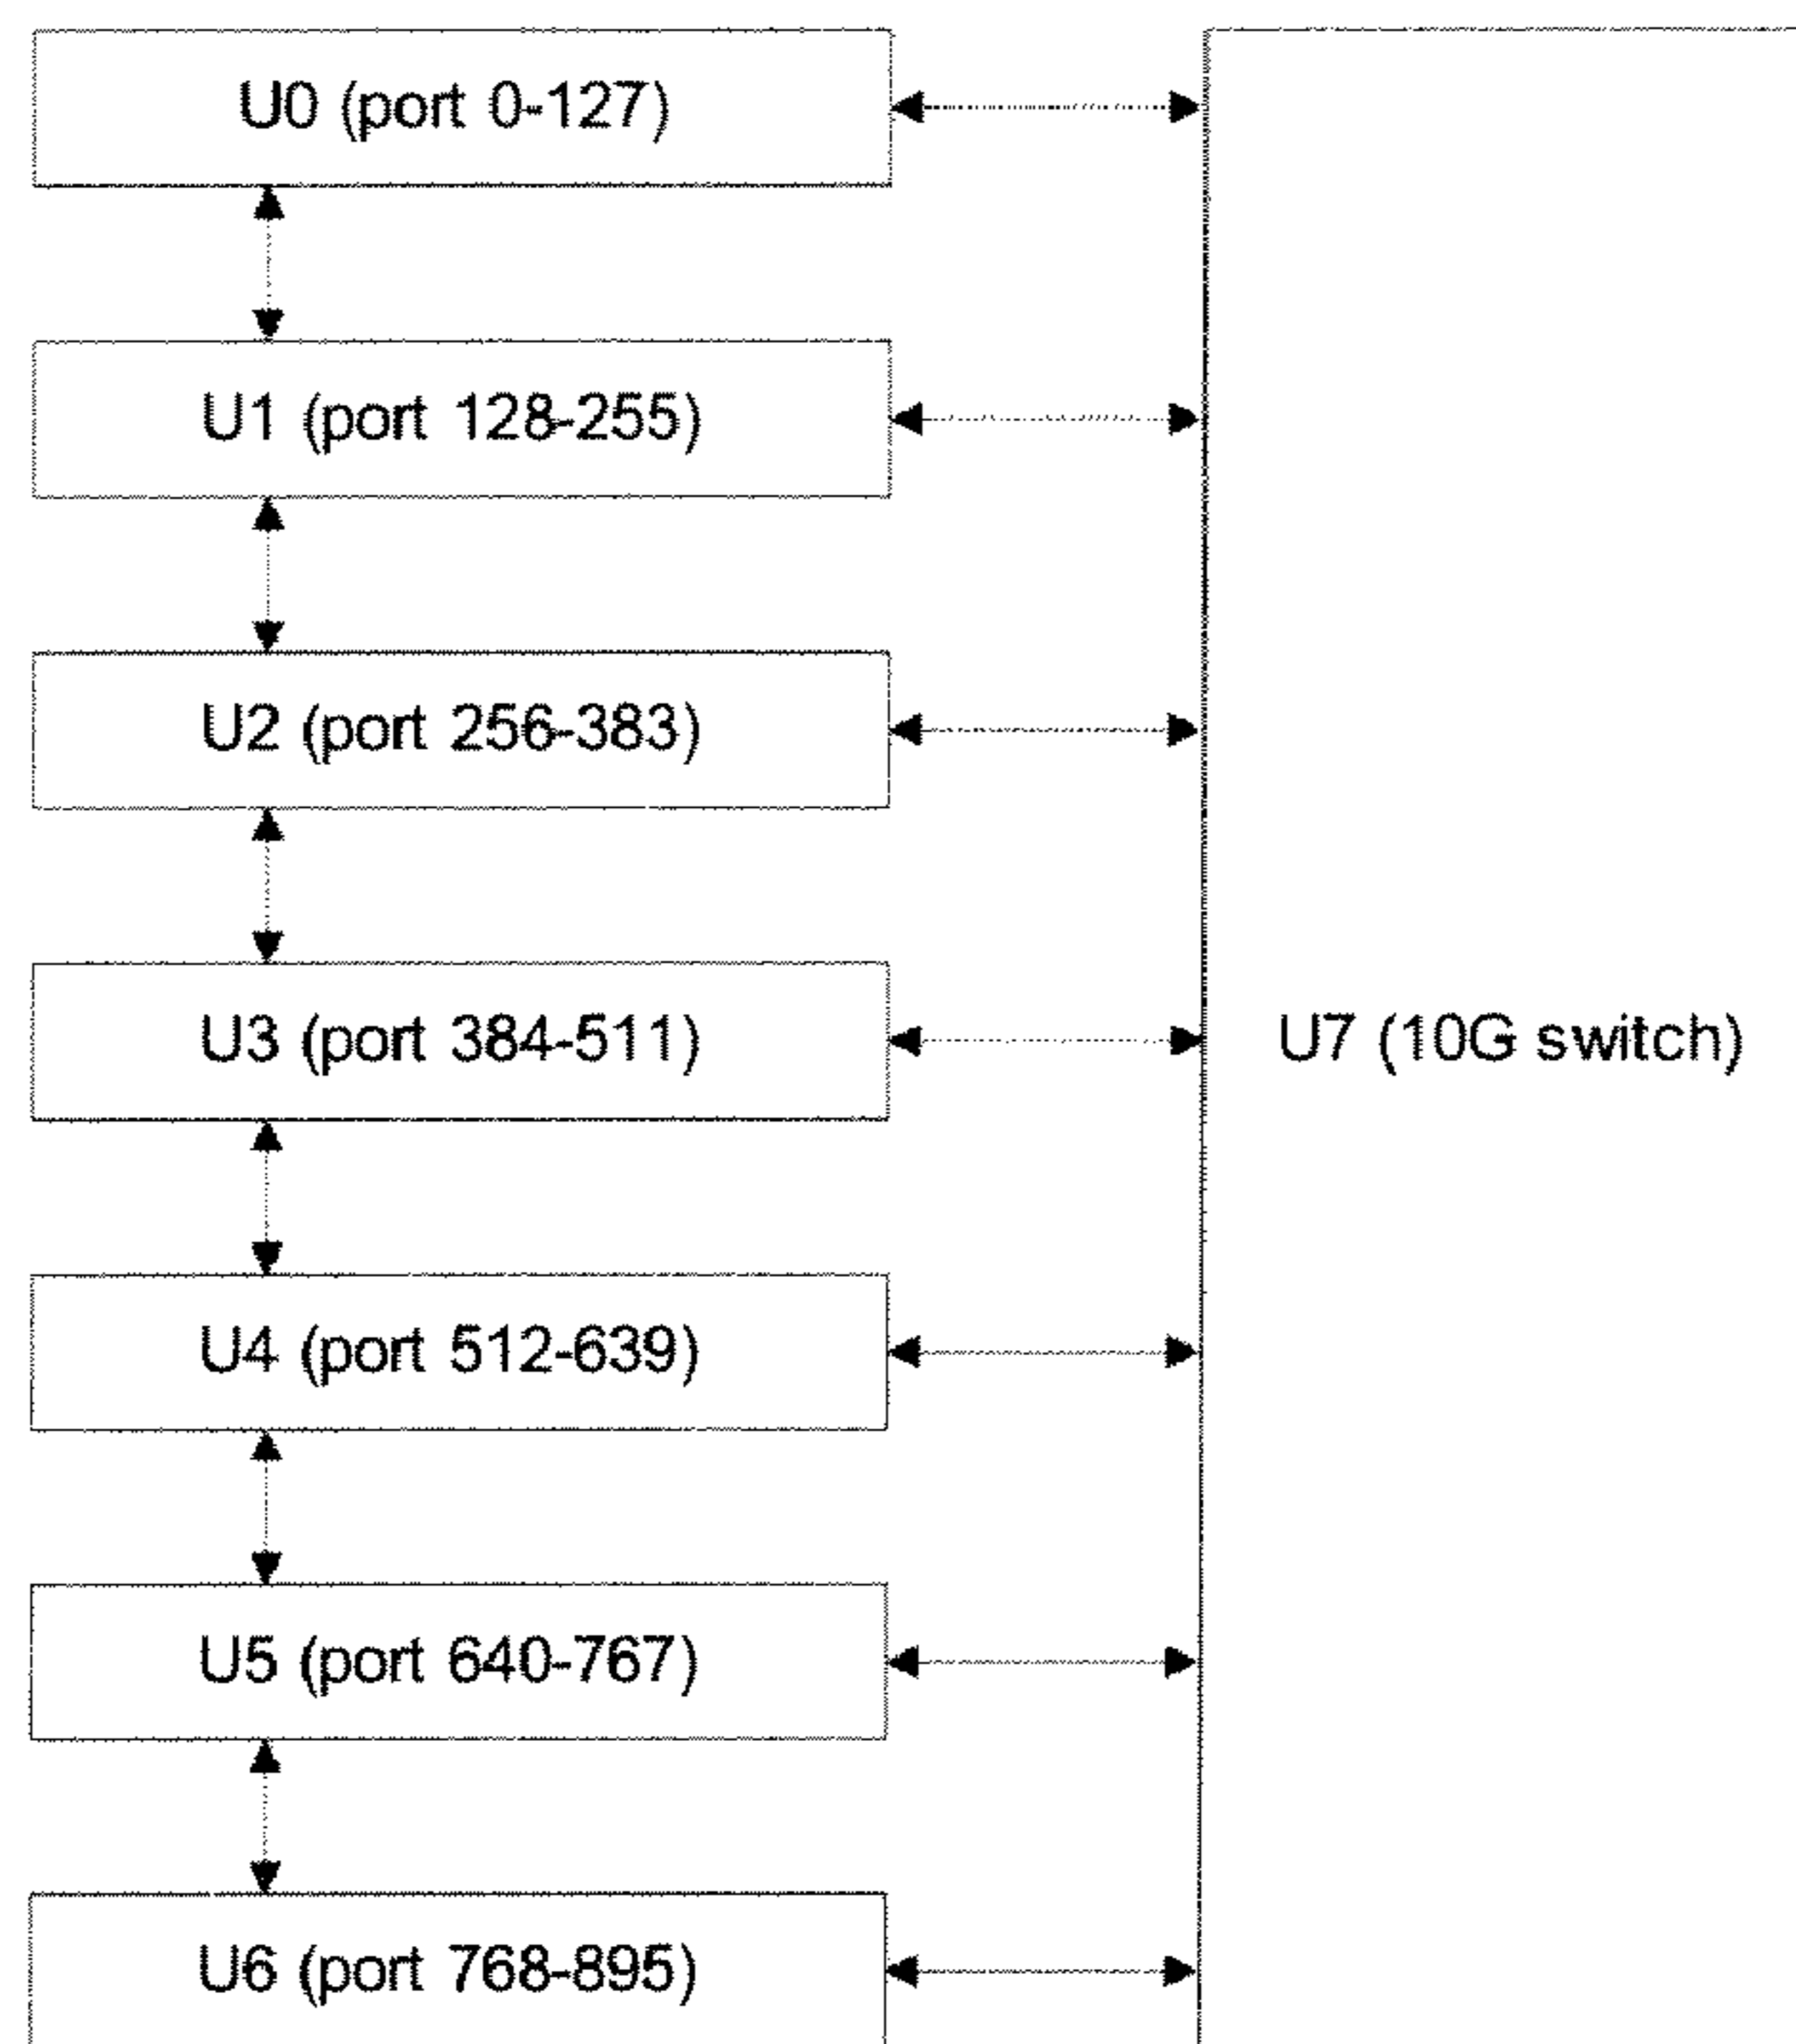 U0 (port 0-127)
U1 (port 128-255)
U2 (port 256-383)
U3 (port 384-511)
U7 (10G switch)
U4 (port 512-639)
U5 (port 640-767)
U6 (port 768-895)